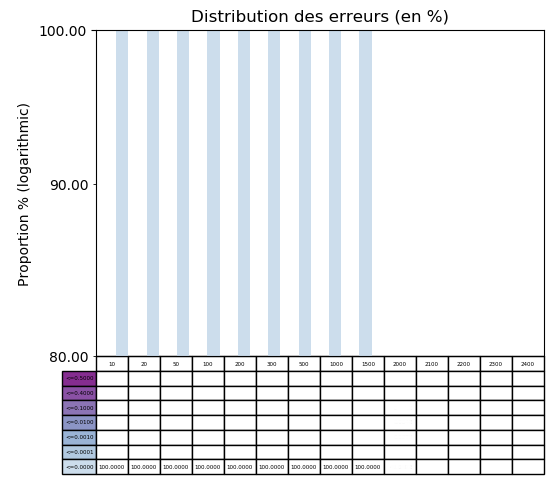 Distribution des erreurs (en %)
100.00
90.00
80.00
Proportion % (logarithmic)
10 20 50 100 200 300 500 1000 1500 2000 2100 2200 2300 2400
<=0.5000
<=0.4000
<=0.1000
<=0.0100
<=0.0010
<=0.0001
<=0.0000 100.0000 100.0000 100.0000 100.0000 100.0000 100.0000 100.0000 100.0000 100.0000